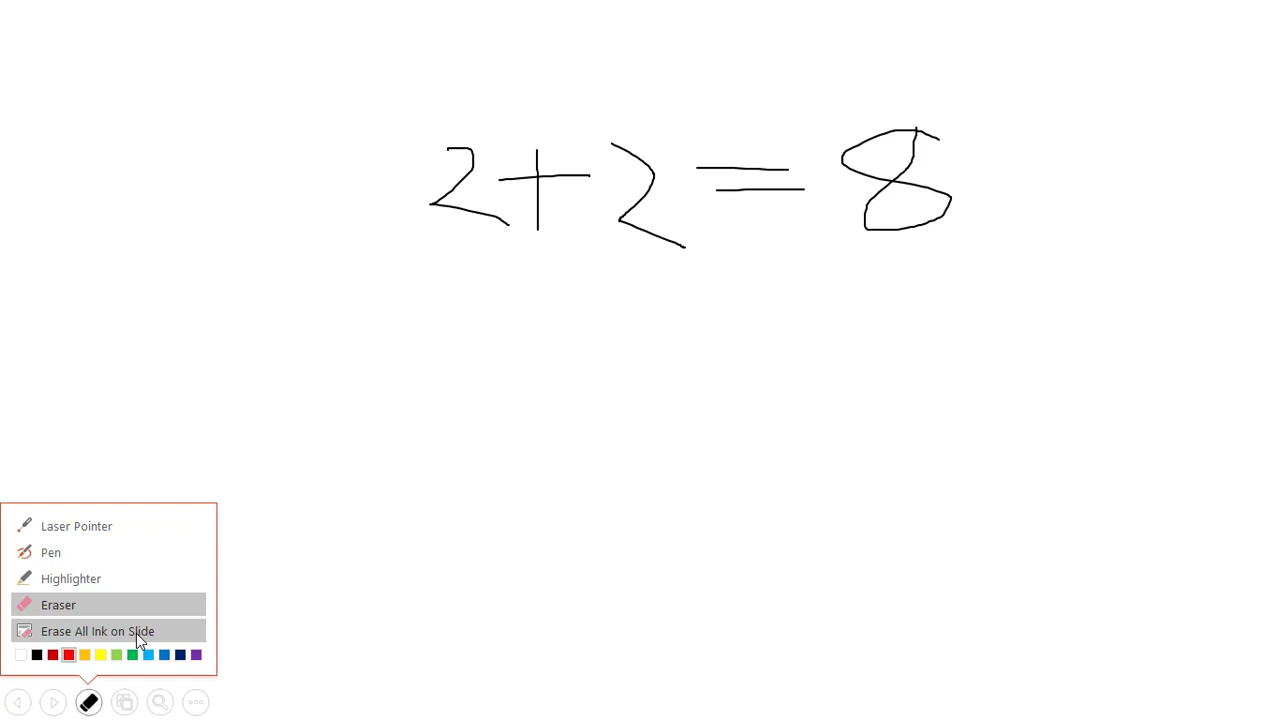 2+2=8
Laser Pointer
Pen
Highlighter
Eraser
Erase All Ink on Slide